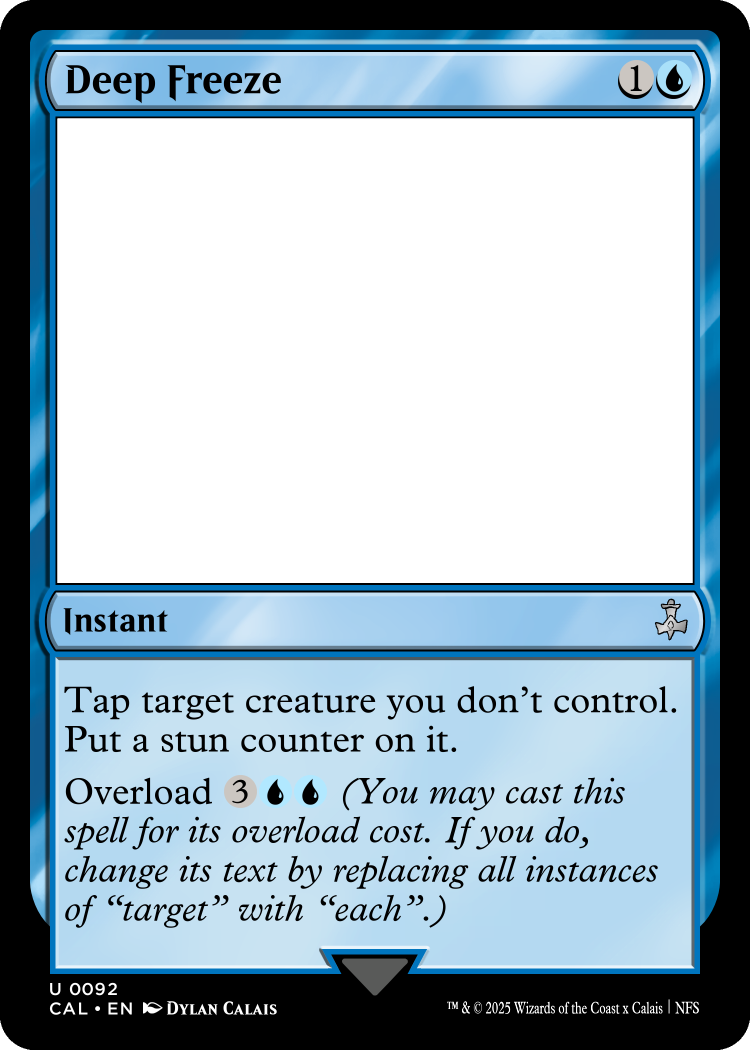 Deep Freeze 1
Instant
Tap target creature you don’t control.
Put a stun counter on it.
Overload 3 (You may cast this
spell for its overload cost. If you do,
change its text by replacing all instances
of “target” with “each”.)
U 0092
CAL • EN DYLAN CALAIS
™ & © 2025 Wizards of the Coast x Calais | NFS